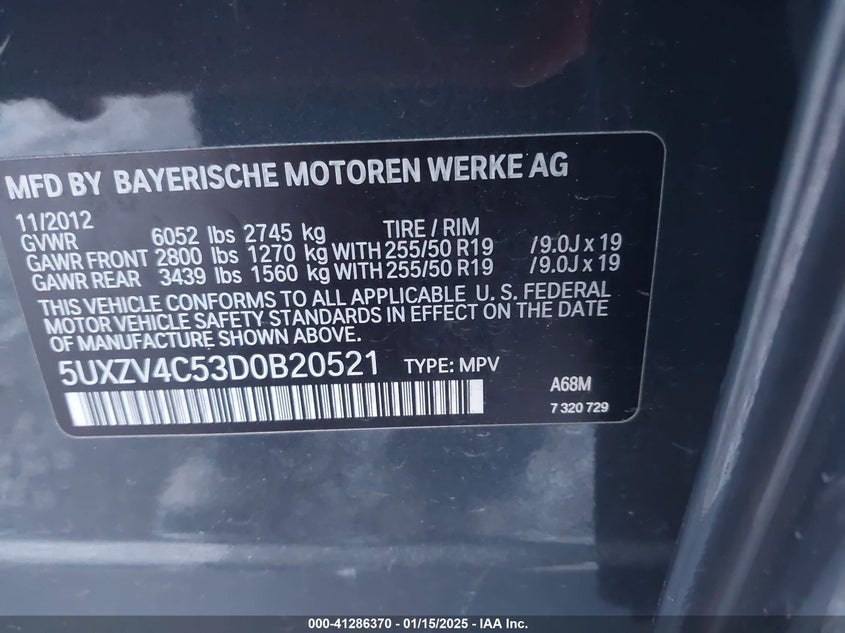 MFD BY BAYERISCHE MOTOREN WERKE AG
11/2012
GVWR 6052 lbs 2745 kg TIRE / RIM
GAWR FRONT 2800 lbs 1270 kg WITH 255/50 R19 /9.0J x 19
GAWR REAR 3439 lbs 1560 kg WITH 255/50 R19 /9.0J x 19
THIS VEHICLE CONFORMS TO ALL APPLICABLE U. S. FEDERAL
MOTOR VEHICLE SAFETY STANDARDS IN EFFECT ON THE DATE
OF MANUFACTURE SHOWN ABOVE.
5UXZV4C53D0B20521 TYPE: MPV
A68M
7 320 729
000-41286370 - 01/15/2025 - IAA Inc.